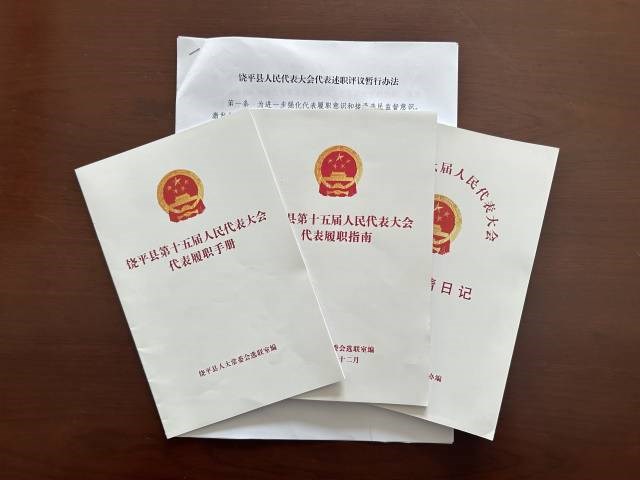 饶平县人民代表大会代表述职评议暂行办法
第一条 为进一步强化代表履职意识和接受选民监督意识，
饶平县第十五届人民代表大会
代表履职手册
饶平县人大常委会选联室编
县第十五届人民代表大会
代表履职指南
委会选联室编
十二月
届人民代表大会
日记
编